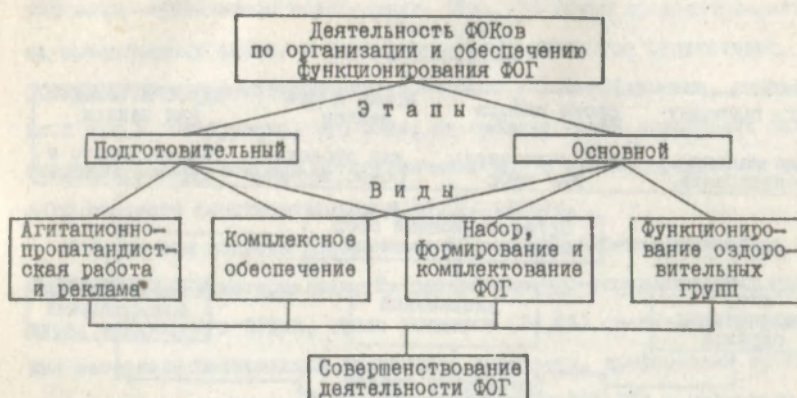 Деятельность ФОКов
по организации и обеспечению
функционирования ФОГ
Этапы
Подготовительный
Основной
Виды
Агитационно-
пропагандист-
ская работа
и реклама
Комплексное
обеспечение
Набор,
формирование и
комплектование
ФОГ
Функциониро-
вание оздоро-
вительных
групп
Совершенствование
деятельности ФОГ